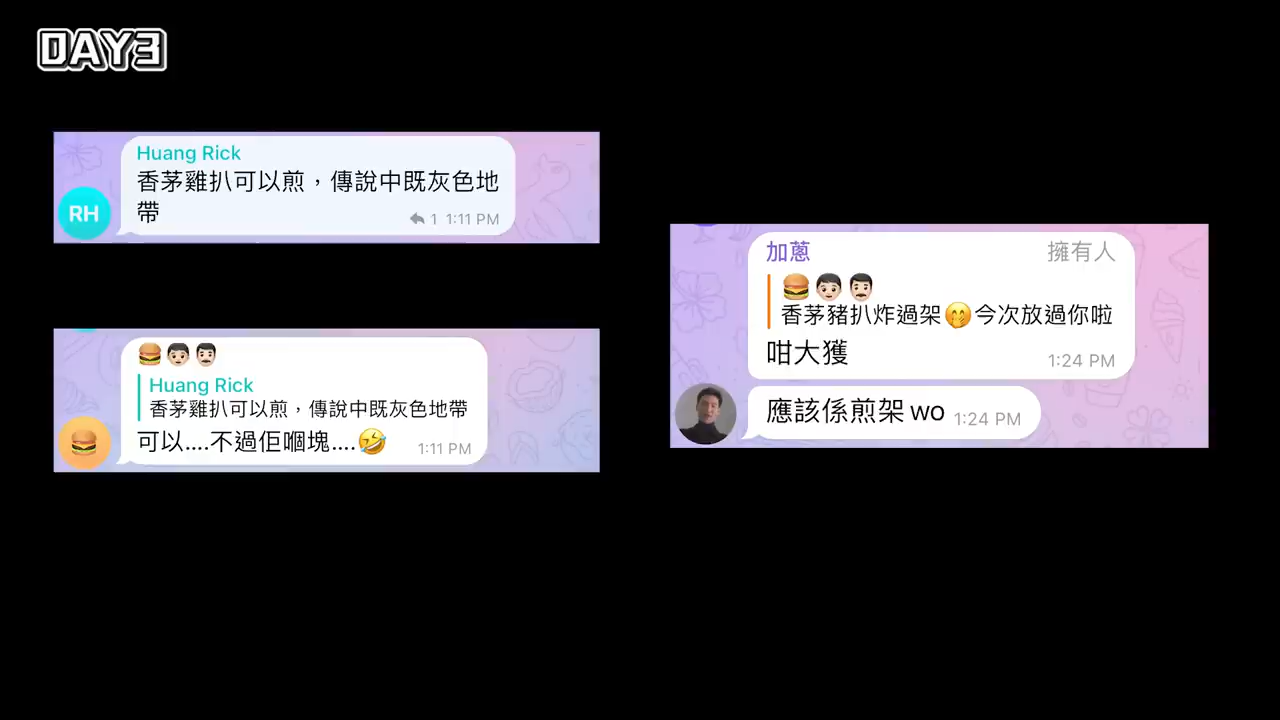 DAY3
Huang Rick
香茅雞扒可以煎，傳說中既灰色地
帶
1 1:11 PM
RH
🍔👦🏻👨🏻
Huang Rick
香茅雞扒可以煎，傳說中既灰色地帶
可以....不過佢嗰塊....🤣 1:11 PM
加蔥 擁有人
🍔👦🏻👨🏻
香茅豬扒炸過架🤭今次放過你啦
咁大獲 1:24 PM
應該係煎架 wo 1:24 PM